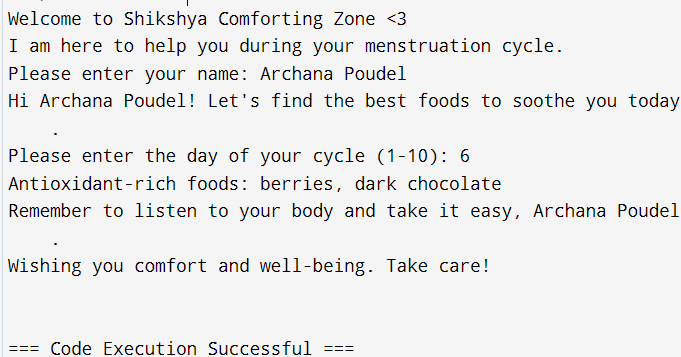 Welcome to Shikshya Comforting Zone <3
I am here to help you during your menstruation cycle.
Please enter your name: Archana Poudel
Hi Archana Poudel! Let's find the best foods to soothe you today
.
Please enter the day of your cycle (1-10): 6
Antioxidant-rich foods: berries, dark chocolate
Remember to listen to your body and take it easy, Archana Poudel
.
Wishing you comfort and well-being. Take care!
=== Code Execution Successful ===